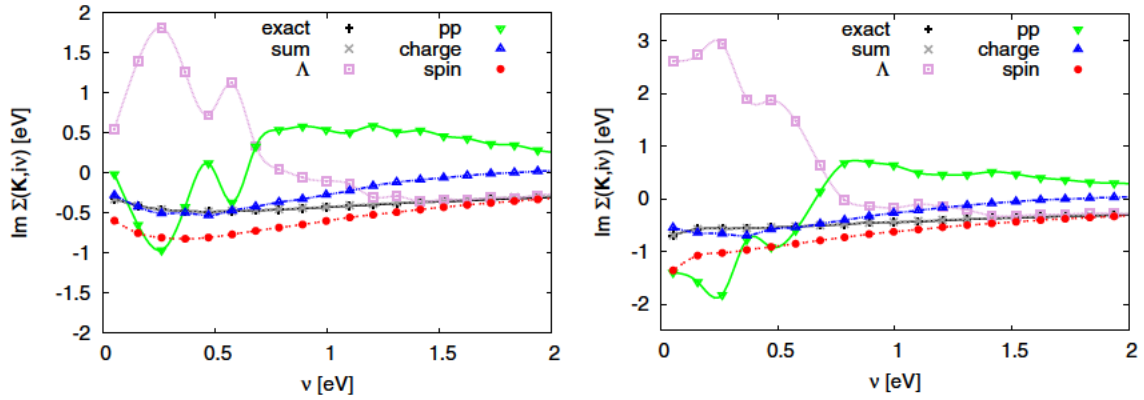 2
1.5
1
0.5
0
-0.5
-1
-1.5
-2
Im Σ(K,iν) [eV]
exact
sum
Λ
pp
charge
spin
0 0.5 1 1.5 2
ν [eV]
3
2
1
0
-1
-2
Im Σ(K,iν) [eV]
exact
sum
Λ
pp
charge
spin
0 0.5 1 1.5 2
ν [eV]